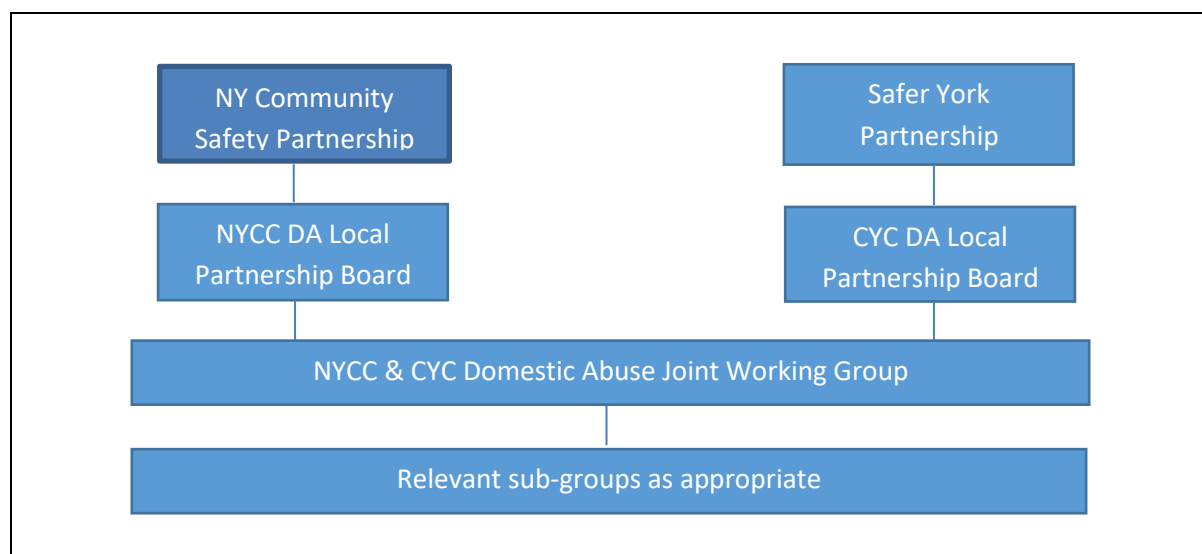 NY Community
Safety Partnership
Safer York
Partnership
NYCC DA Local
Partnership Board
CYC DA Local
Partnership Board
NYCC & CYC Domestic Abuse Joint Working Group
Relevant sub-groups as appropriate